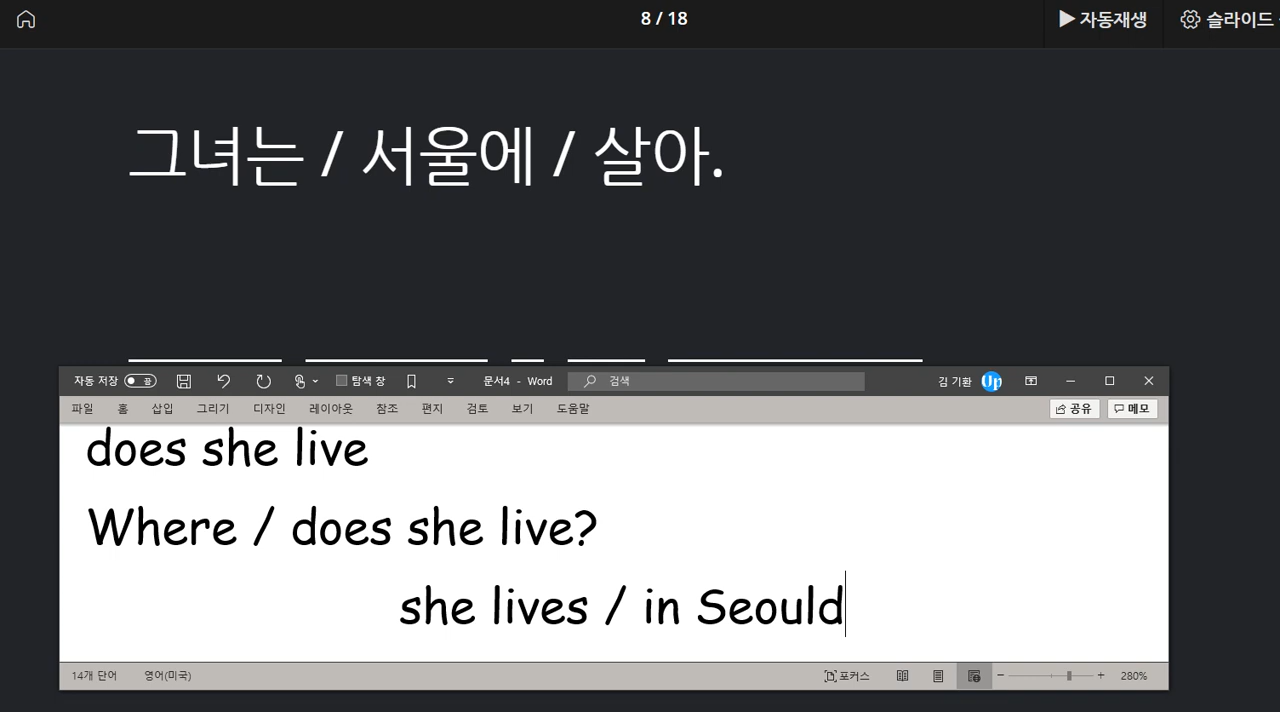 8 / 18
▶ 자동재생
슬라이드
그녀는 / 서울에 / 살아.
자동 저장 끔
탐색 창
문서4 - Word
검색
김 기환
Up
파일 홈 삽입 그리기 디자인 레이아웃 참조 편지 검토 보기 도움말
공유
메모
does she live
Where / does she live?
she lives / in Seould
14개 단어 영어(미국)
포커스
− + 280%